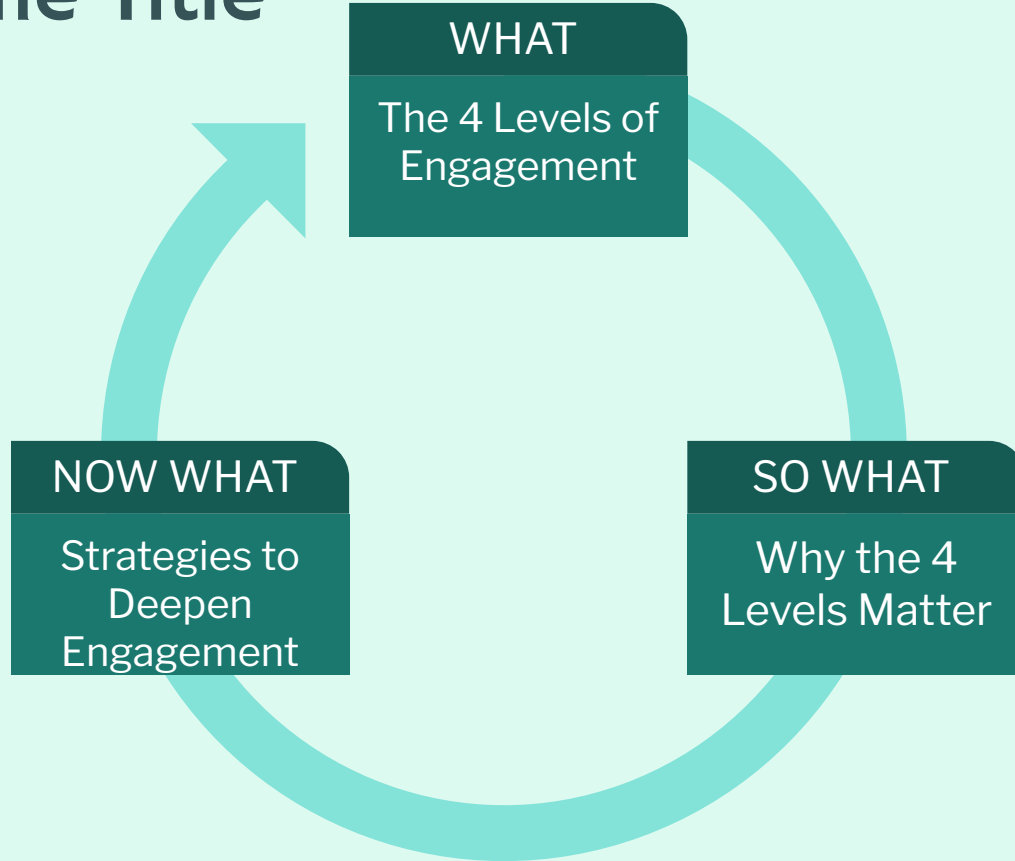 Title
WHAT
The 4 Levels of
Engagement
SO WHAT
Why the 4
Levels Matter
NOW WHAT
Strategies to
Deepen
Engagement